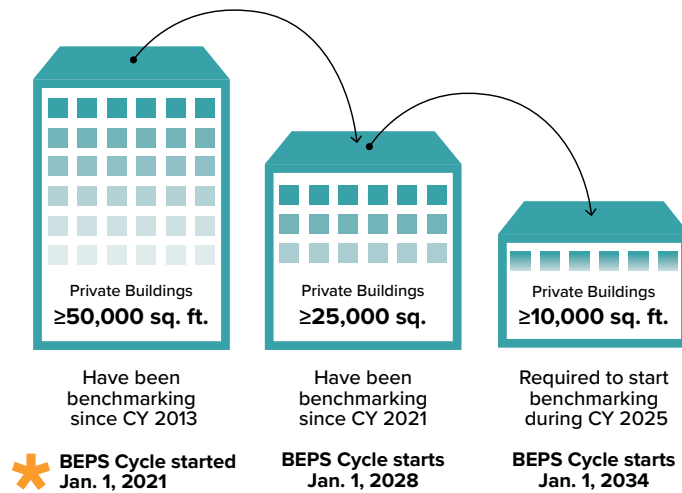 Private Buildings
≥50,000 sq. ft.
Have been
benchmarking
since CY 2013
BEPS Cycle started
Jan. 1, 2021
Private Buildings
≥25,000 sq.
Have been
benchmarking
since CY 2021
BEPS Cycle starts
Jan. 1, 2028
Private Buildings
≥10,000 sq. ft.
Required to start
benchmarking
during CY 2025
BEPS Cycle starts
Jan. 1, 2034